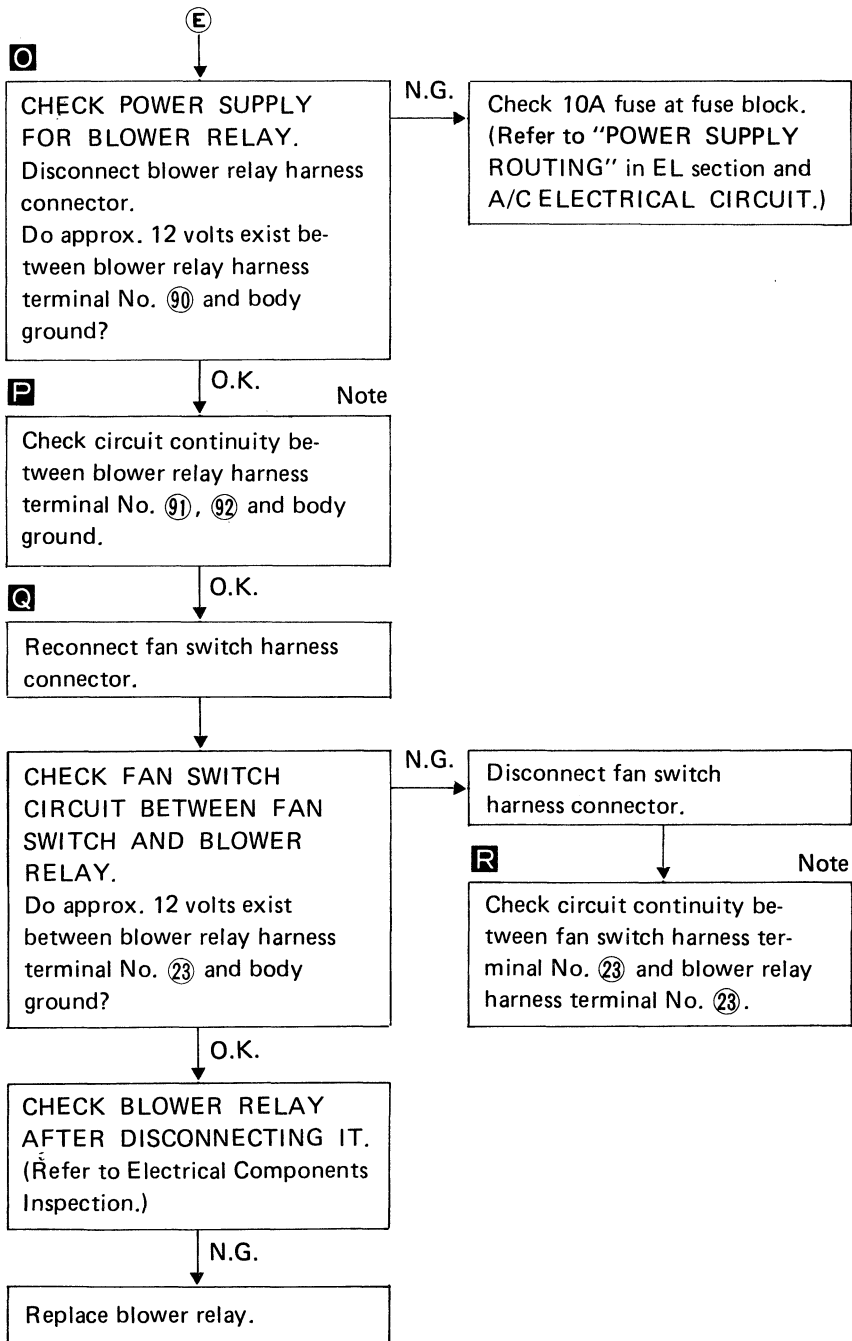 E
O
CHECK POWER SUPPLY
FOR BLOWER RELAY.
Disconnect blower relay harness
connector.
Do approx. 12 volts exist be-
tween blower relay harness
terminal No. 90 and body
ground?
N.G.
Check 10A fuse at fuse block.
(Refer to "POWER SUPPLY
ROUTING" in EL section and
A/C ELECTRICAL CIRCUIT.)
O.K.
P
Note
Check circuit continuity be-
tween blower relay harness
terminal No. 91, 92 and body
ground.
O.K.
Q
Reconnect fan switch harness
connector.
CHECK FAN SWITCH
CIRCUIT BETWEEN FAN
SWITCH AND BLOWER
RELAY.
Do approx. 12 volts exist
between blower relay harness
terminal No. 23 and body
ground?
N.G.
Disconnect fan switch
harness connector.
R
Note
Check circuit continuity be-
tween fan switch harness ter-
minal No. 23 and blower relay
harness terminal No. 23.
O.K.
CHECK BLOWER RELAY
AFTER DISCONNECTING IT.
(Refer to Electrical Components
Inspection.)
N.G.
Replace blower relay.